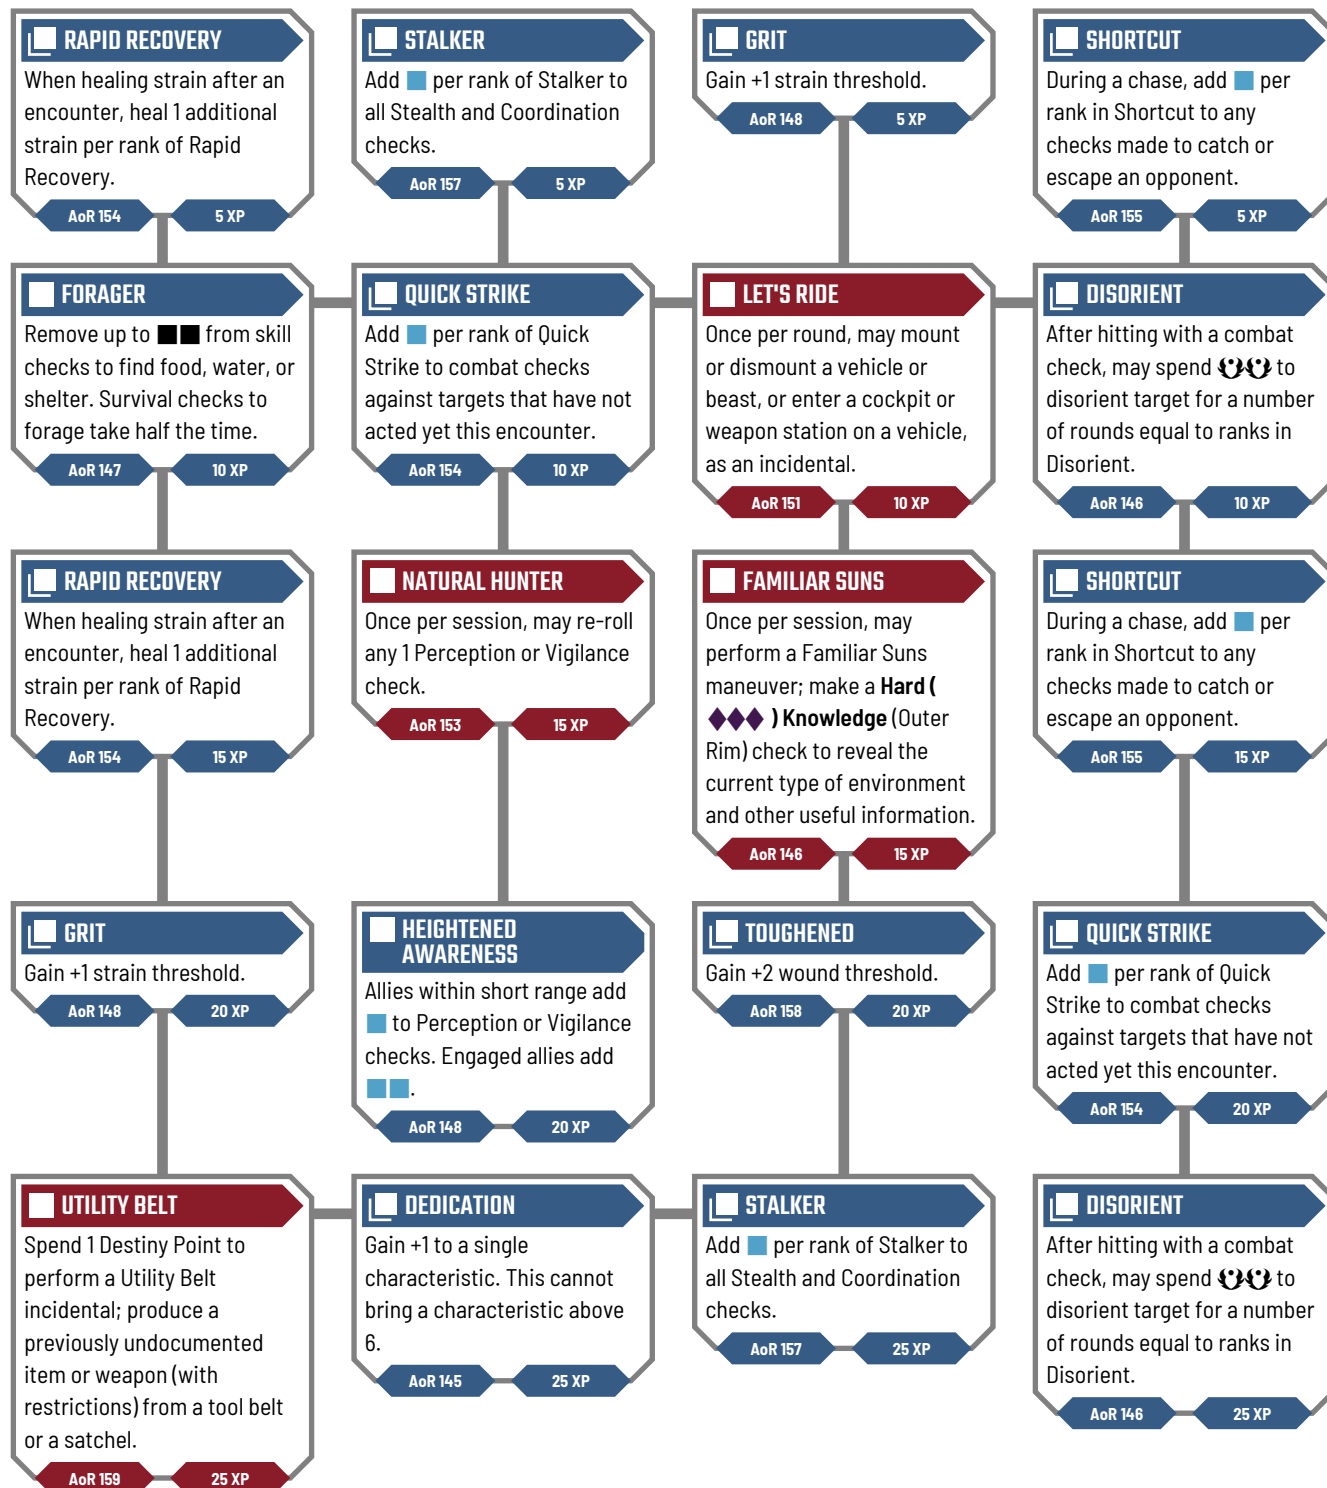 RAPID RECOVERY
When healing strain after an
encounter, heal 1 additional
strain per rank of Rapid
Recovery.
AoR 154
5 XP
STALKER
Add per rank of Stalker to
all Stealth and Coordination
checks.
AoR 157
5 XP
GRIT
Gain +1 strain threshold.
AoR 148
5 XP
SHORTCUT
During a chase, add per
rank in Shortcut to any
checks made to catch or
escape an opponent.
AoR 155
5 XP
FORAGER
Remove up to from skill
checks to find food, water, or
shelter. Survival checks to
forage take half the time.
AoR 147
10 XP
QUICK STRIKE
Add per rank of Quick
Strike to combat checks
against targets that have not
acted yet this encounter.
AoR 154
10 XP
LET'S RIDE
Once per round, may mount
or dismount a vehicle or
beast, or enter a cockpit or
weapon station on a vehicle,
as an incidental.
AoR 151
10 XP
DISORIENT
After hitting with a combat
check, may spend to
disorient target for a number
of rounds equal to ranks in
Disorient.
AoR 146
10 XP
RAPID RECOVERY
When healing strain after an
encounter, heal 1 additional
strain per rank of Rapid
Recovery.
AoR 154
15 XP
NATURAL HUNTER
Once per session, may re-roll
any 1 Perception or Vigilance
check.
AoR 153
15 XP
FAMILIAR SUNS
Once per session, may
perform a Familiar Suns
maneuver; make a Hard (
) Knowledge (Outer
Rim) check to reveal the
current type of environment
and other useful information.
AoR 146
15 XP
SHORTCUT
During a chase, add per
rank in Shortcut to any
checks made to catch or
escape an opponent.
AoR 155
15 XP
GRIT
Gain +1 strain threshold.
AoR 148
20 XP
HEIGHTENED
AWARENESS
Allies within short range add
to Perception or Vigilance
checks. Engaged allies add
.
AoR 148
20 XP
TOUGHENED
Gain +2 wound threshold.
AoR 158
20 XP
QUICK STRIKE
Add per rank of Quick
Strike to combat checks
against targets that have not
acted yet this encounter.
AoR 154
20 XP
UTILITY BELT
Spend 1 Destiny Point to
perform a Utility Belt
incidental; produce a
previously undocumented
item or weapon (with
restrictions) from a tool belt
or a satchel.
AoR 159
25 XP
DEDICATION
Gain +1 to a single
characteristic. This cannot
bring a characteristic above
6.
AoR 145
25 XP
STALKER
Add per rank of Stalker to
all Stealth and Coordination
checks.
AoR 157
25 XP
DISORIENT
After hitting with a combat
check, may spend to
disorient target for a number
of rounds equal to ranks in
Disorient.
AoR 146
25 XP